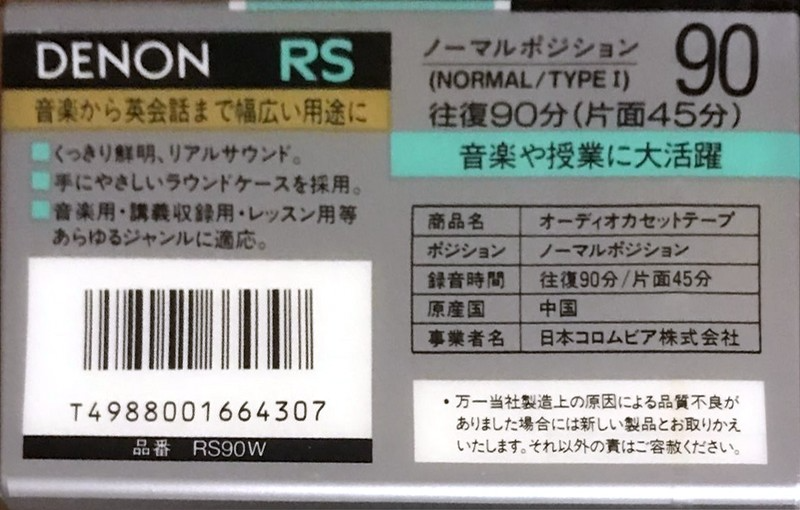 DENON RS
音楽から英会話まで幅広い用途に
くっきり鮮明、リアルサウンド。
手にやさしいラウンドケースを採用。
音楽用・講義収録用・レッスン用等
あらゆるジャンルに適応。
T4988001664307
品番 RS90W
ノーマルポジション
(NORMAL/TYPE I)
90
往復90分(片面45分)
音楽や授業に大活躍
商品名 オーディオカセットテープ
ポジション ノーマルポジション
録音時間 往復90分/片面45分
原産国 中国
事業者名 日本コロムビア株式会社
・万一当社製造上の原因による品質不良が
ありました場合には新しい製品とお取りかえ
いたします。それ以外の責はご容赦ください。